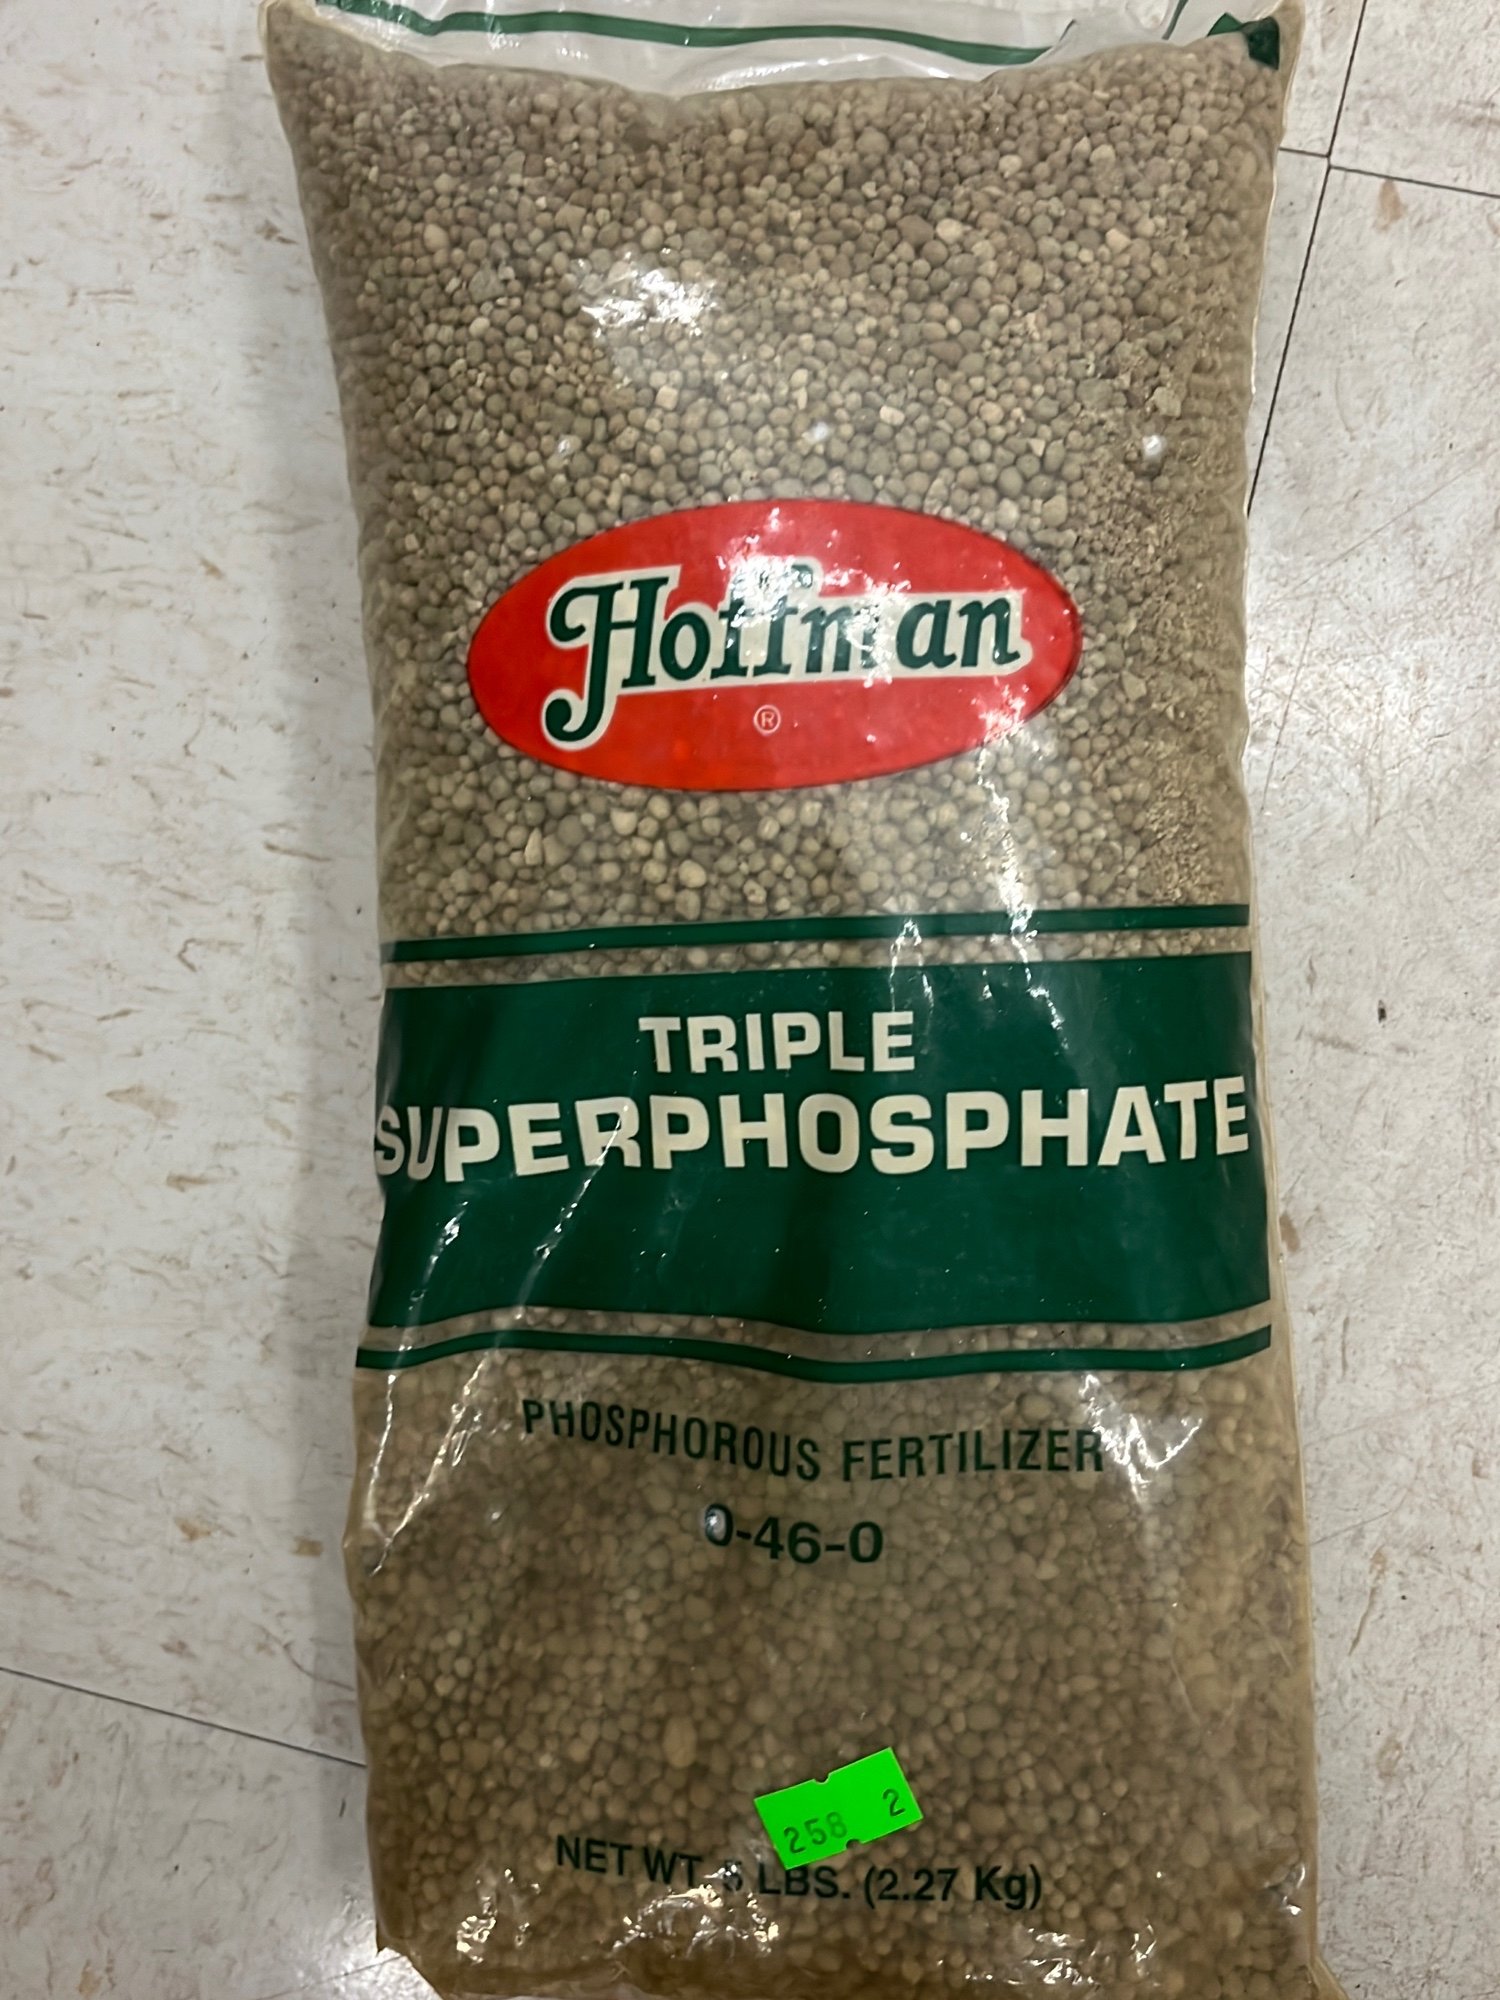 Hoffman
®
TRIPLE
SUPERPHOSPHATE
PHOSPHOROUS FERTILIZER
0-46-0
258 2
NET WT. 5 LBS. (2.27 Kg)